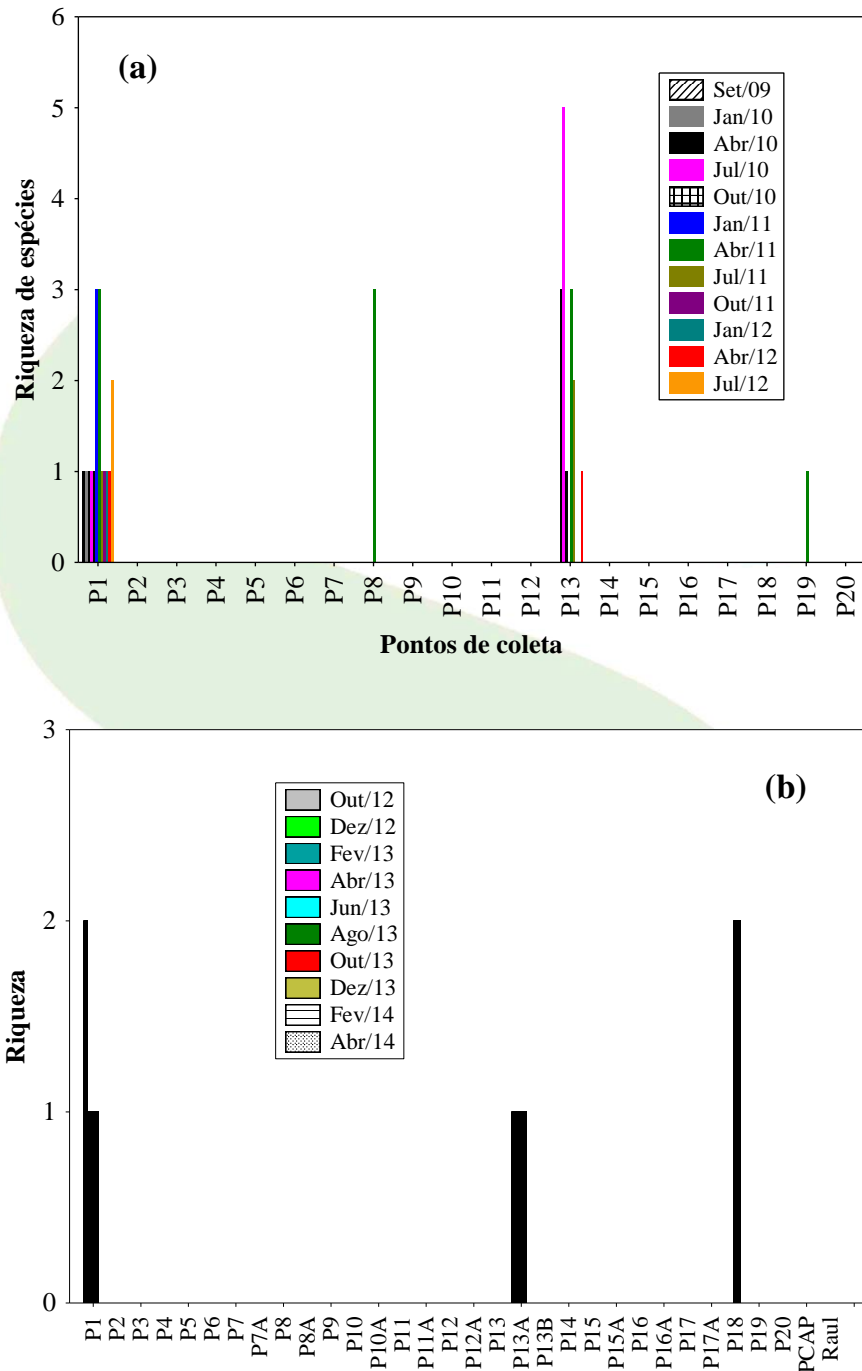 6
(a)
Set/09
Jan/10
5
Abr/10
Jul/10
Out/10
4
Jan/11
Abr/11
Jul/11
3
Out/11
Jan/12
Abr/12
2
Jul/12
1
0
Riqueza de espécies
P1 P2 P3 P4 P5 P6 P7 P8 P9 P10 P11 P12 P13 P14 P15 P16 P17 P18 P19 P20
Pontos de coleta
3
(b)
Out/12
Dez/12
Fev/13
Abr/13
Jun/13
2
Ago/13
Out/13
Dez/13
Fev/14
Abr/14
1
0
Riqueza
P1 P2 P3 P4 P5 P6 P7 P7A P8 P8A P9 P10 P10A P11 P11A P12 P12A P13 P13A P13B P14 P15 P15A P16 P16A P17 P17A P18 P19 P20 PCAP Raul